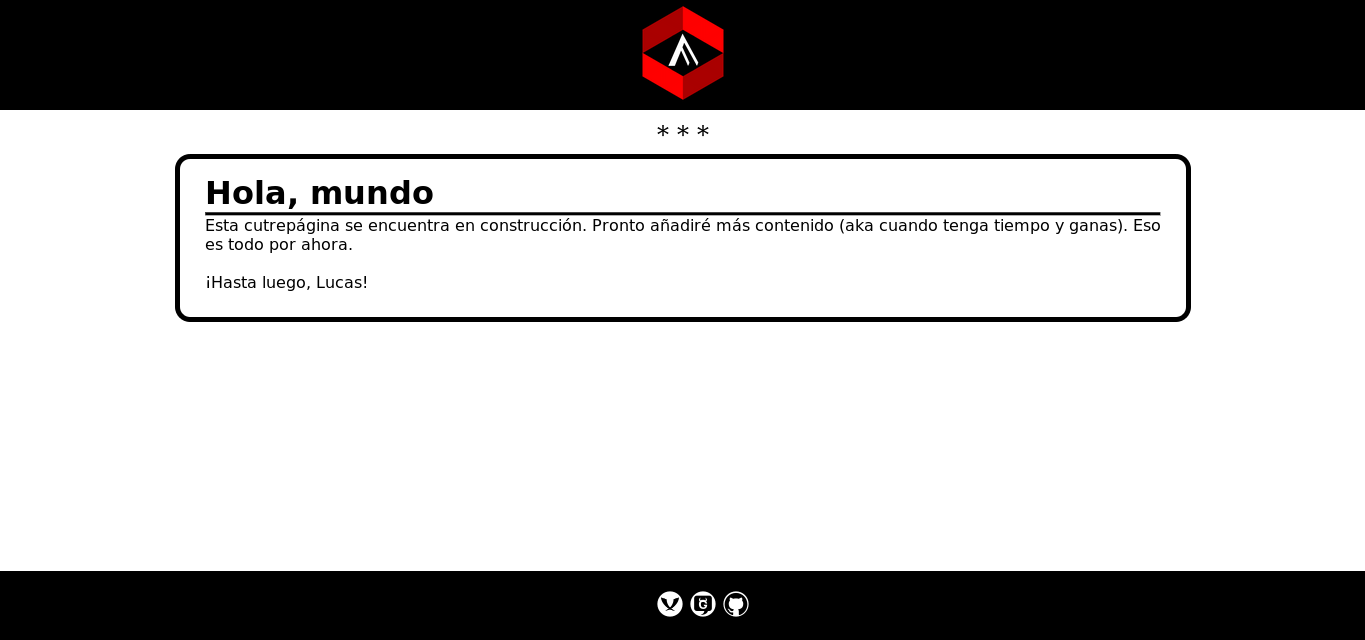 * * *
Hola, mundo
Esta cutrepágina se encuentra en construcción. Pronto añadiré más contenido (aka cuando tenga tiempo y ganas). Eso
es todo por ahora.
¡Hasta luego, Lucas!